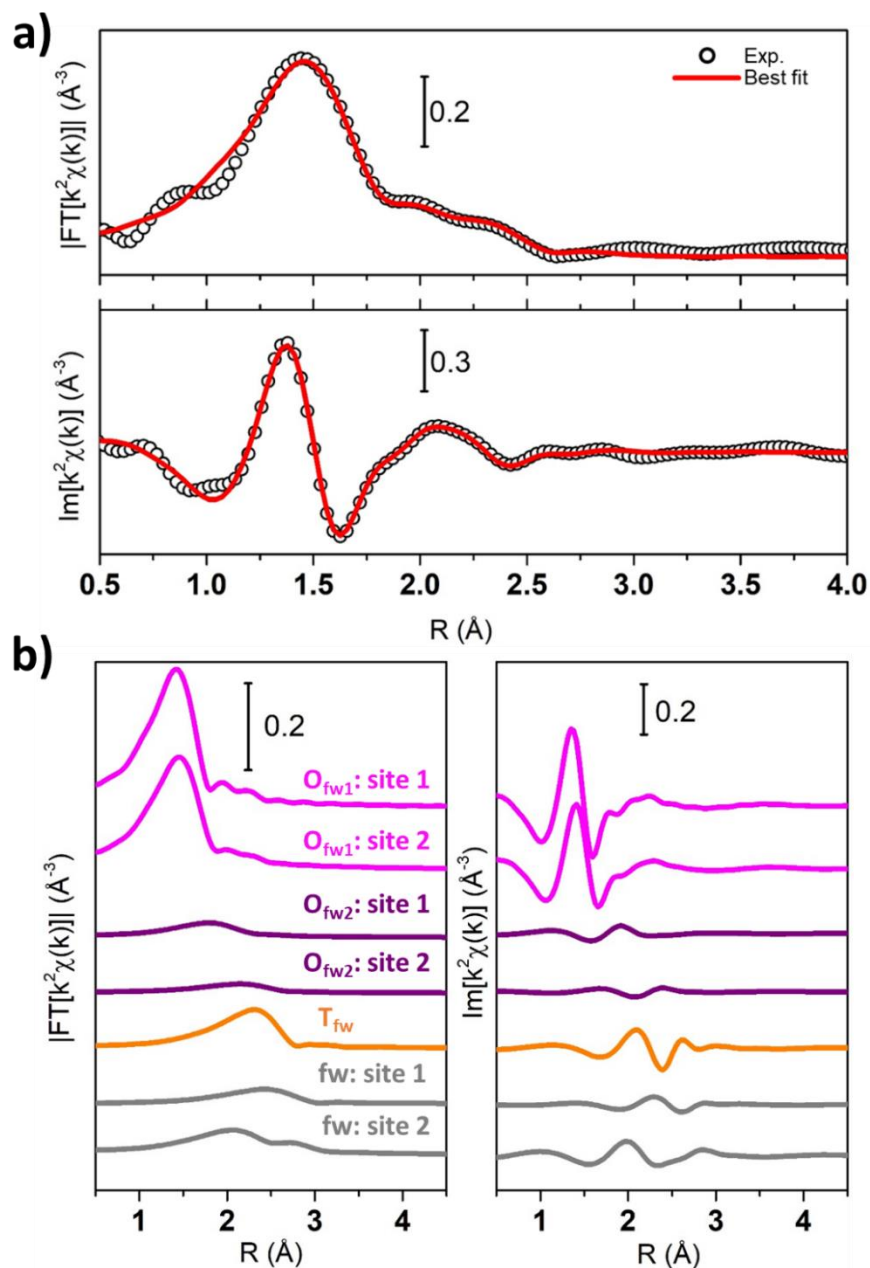 a)
|FT[k²χ(k)]| (Å⁻³)
Exp.
Best fit
0.2
Im[k²χ(k)] (Å⁻³)
0.3
0.5 1.0 1.5 2.0 2.5 3.0 3.5 4.0
R (Å)
b)
|FT[k²χ(k)]| (Å⁻³)
0.2
O_fw1: site 1
O_fw1: site 2
O_fw2: site 1
O_fw2: site 2
T_fw
fw: site 1
fw: site 2
1 2 3 4
R (Å)
Im[k²χ(k)] (Å⁻³)
0.2
1 2 3 4
R (Å)